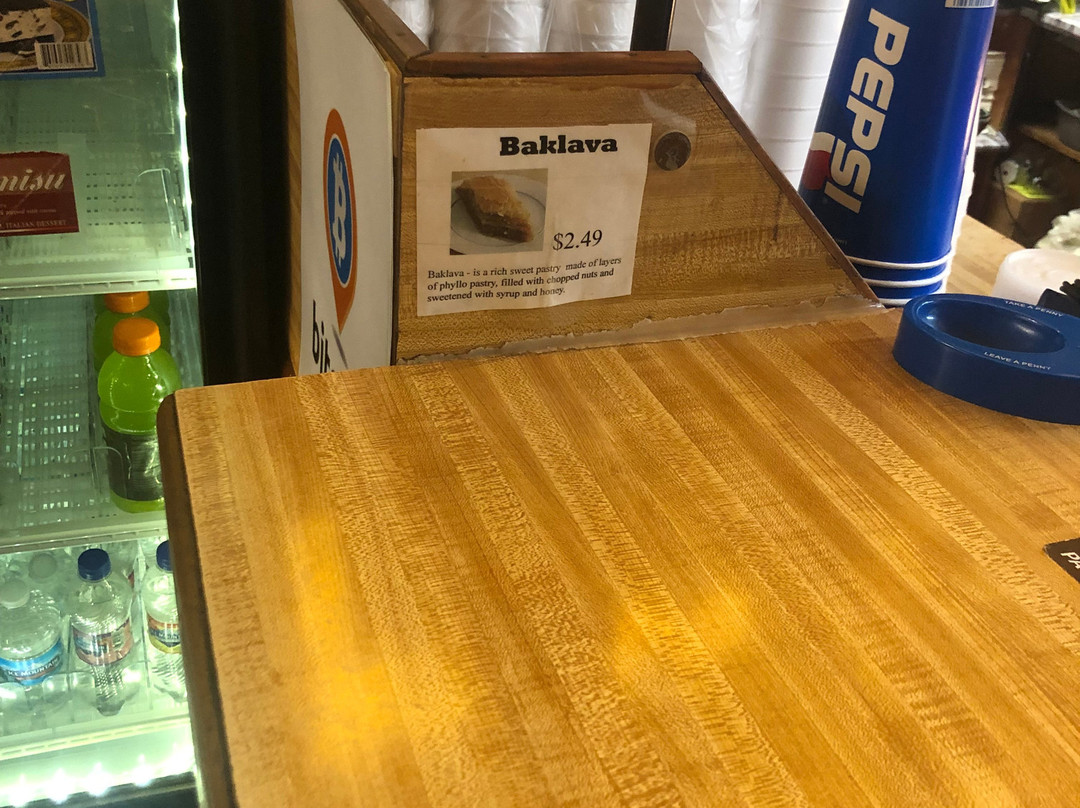 Baklava
$2.49
Baklava - is a rich sweet pastry made of layers
of phyllo pastry, filled with chopped nuts and
sweetened with syrup and honey.
PEPSI
TAKE A PENNY
LEAVE A PENNY
ITALIAN DESSERT